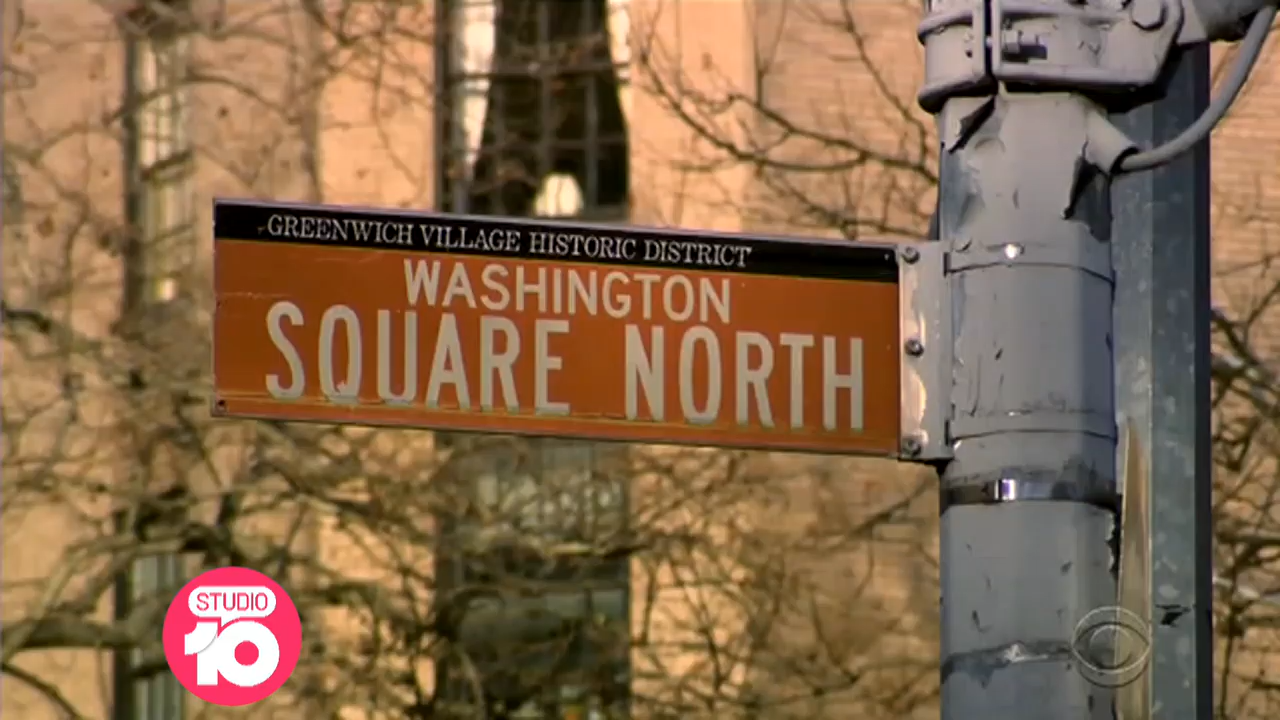 GREENWICH VILLAGE HISTORIC DISTRICT
WASHINGTON
SQUARE NORTH
STUDIO
10